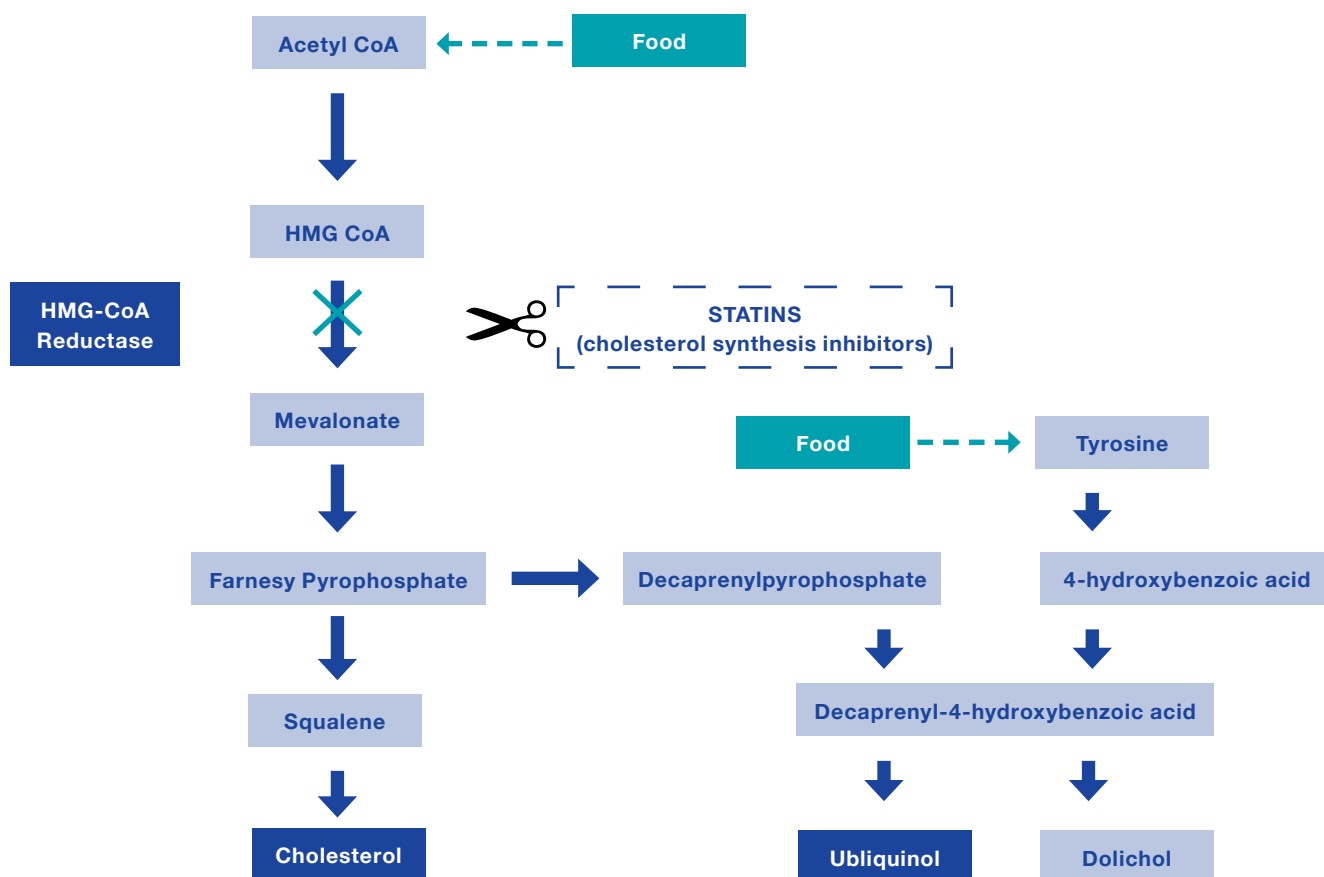 Acetyl CoA
Food
HMG CoA
HMG-CoA
Reductase
STATINS
(cholesterol synthesis inhibitors)
Mevalonate
Food
Tyrosine
Farnesy Pyrophosphate
Decaprenylpyrophosphate
4-hydroxybenzoic acid
Squalene
Decaprenyl-4-hydroxybenzoic acid
Cholesterol
Ubliquinol
Dolichol